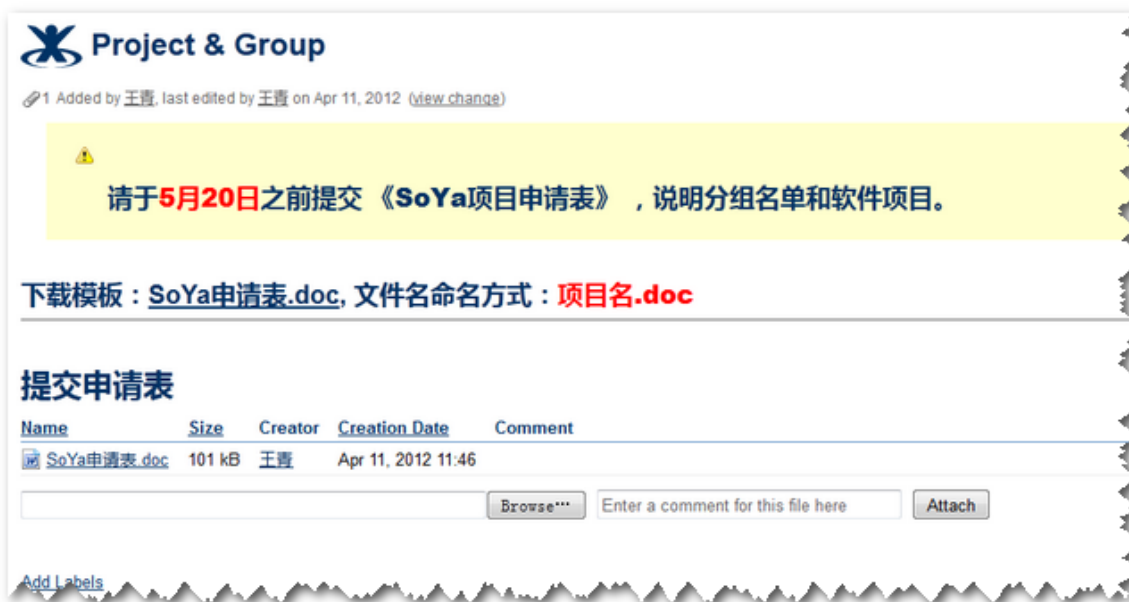 Project & Group
1 Added by 王青, last edited by 王青 on Apr 11, 2012 (view change)
请于5月20日之前提交《SoYa项目申请表》，说明分组名单和软件项目。
下载模板：SoYa申请表.doc, 文件名命名方式：项目名.doc
提交申请表
Name Size Creator Creation Date Comment
SoYa申请表.doc 101 kB 王青 Apr 11, 2012 11:46
Browse… Enter a comment for this file here Attach
Add Labels